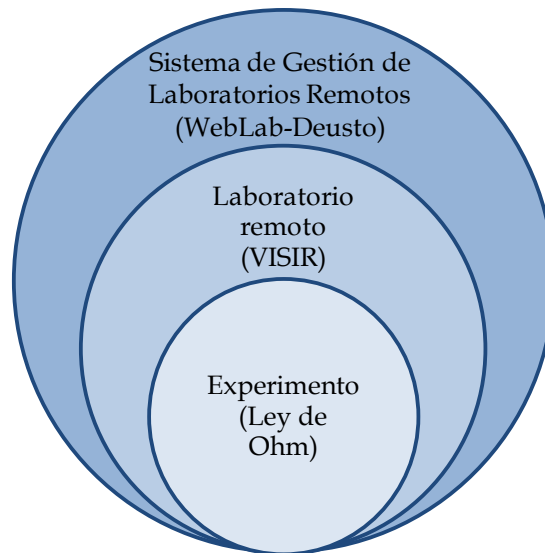 Sistema de Gestión de
Laboratorios Remotos
(WebLab-Deusto)
Laboratorio
remoto
(VISIR)
Experimento
(Ley de
Ohm)